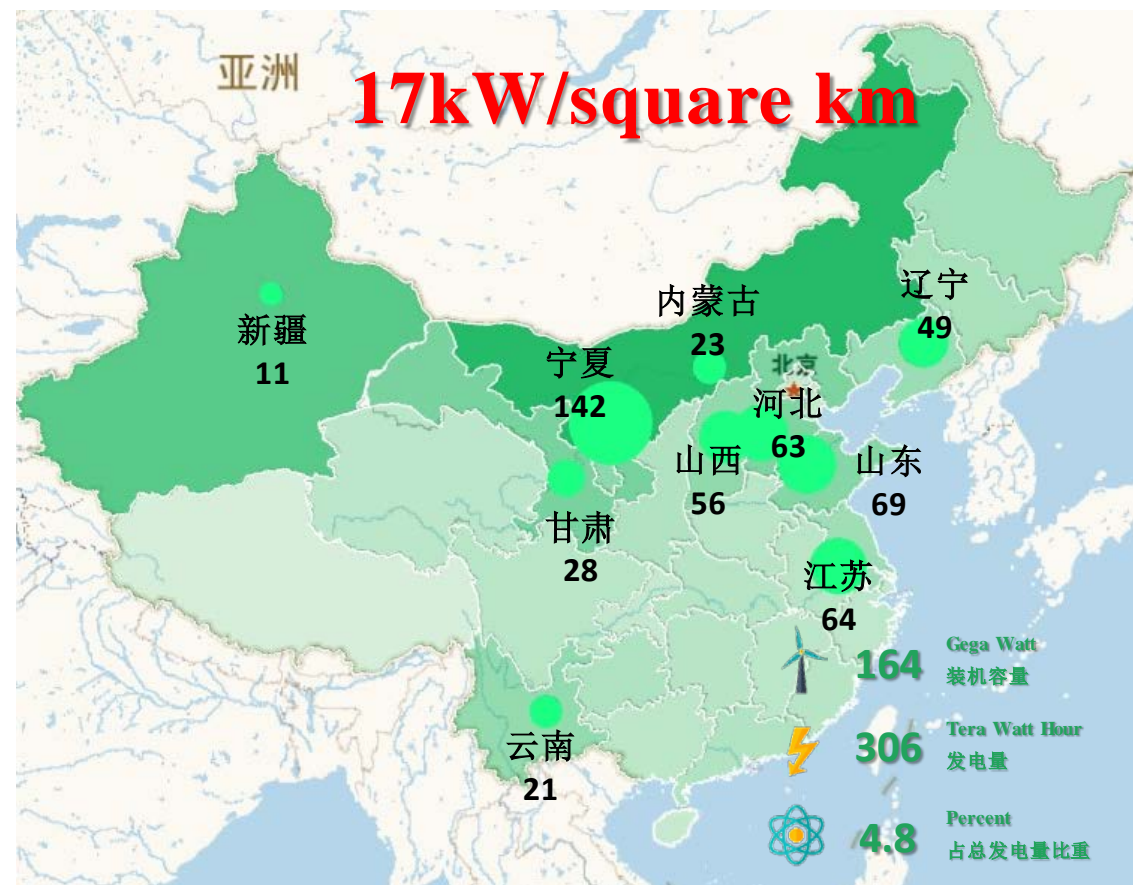 亚洲
17kW/square km
辽宁
49
内蒙古
23
新疆
11
宁夏
142
北京
河北
63
山西
56
山东
69
甘肃
28
江苏
64
云南
21
164
Gega Watt
装机容量
306
Tera Watt Hour
发电量
4.8
Percent
占总发电量比重